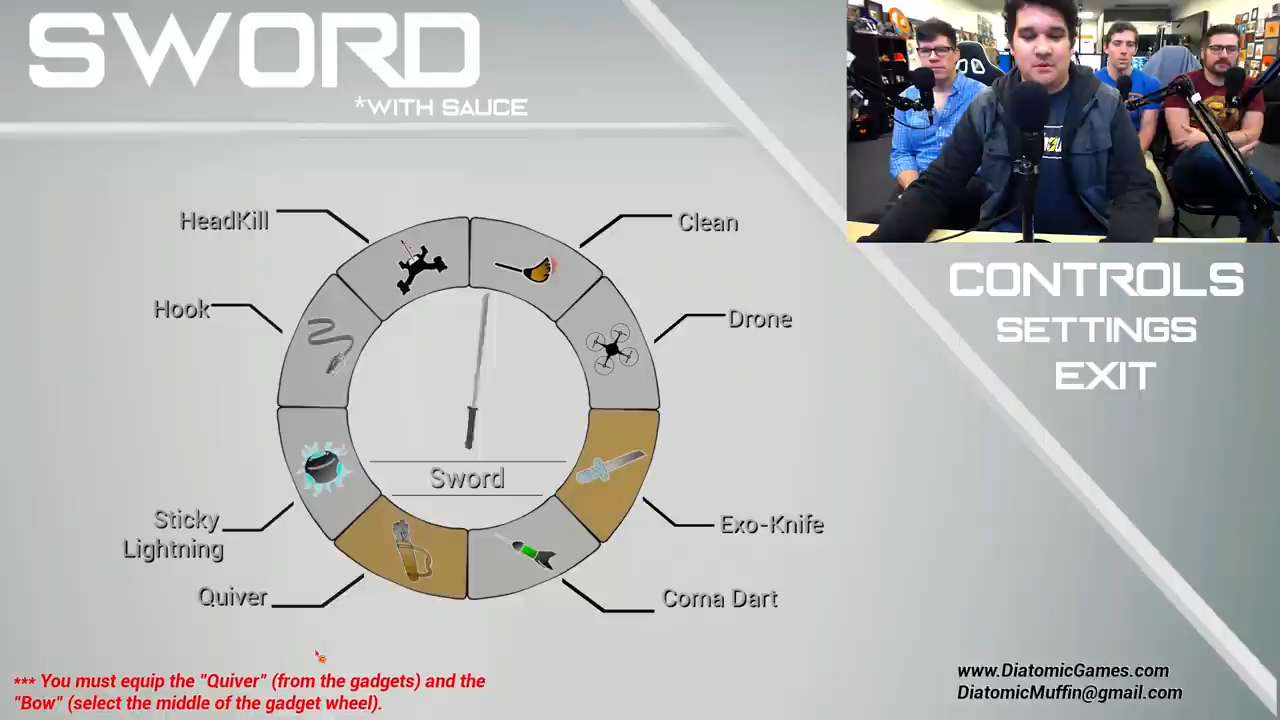 SWORD
*WITH SAUCE
HeadKill
Clean
Hook
Drone
Sword
Sticky
Lightning
Exo-Knife
Quiver
Coma Dart
CONTROLS
SETTINGS
EXIT
*** You must equip the "Quiver" (from the gadgets) and the
"Bow" (select the middle of the gadget wheel).
www.DiatomicGames.com
DiatomicMuffin@gmail.com